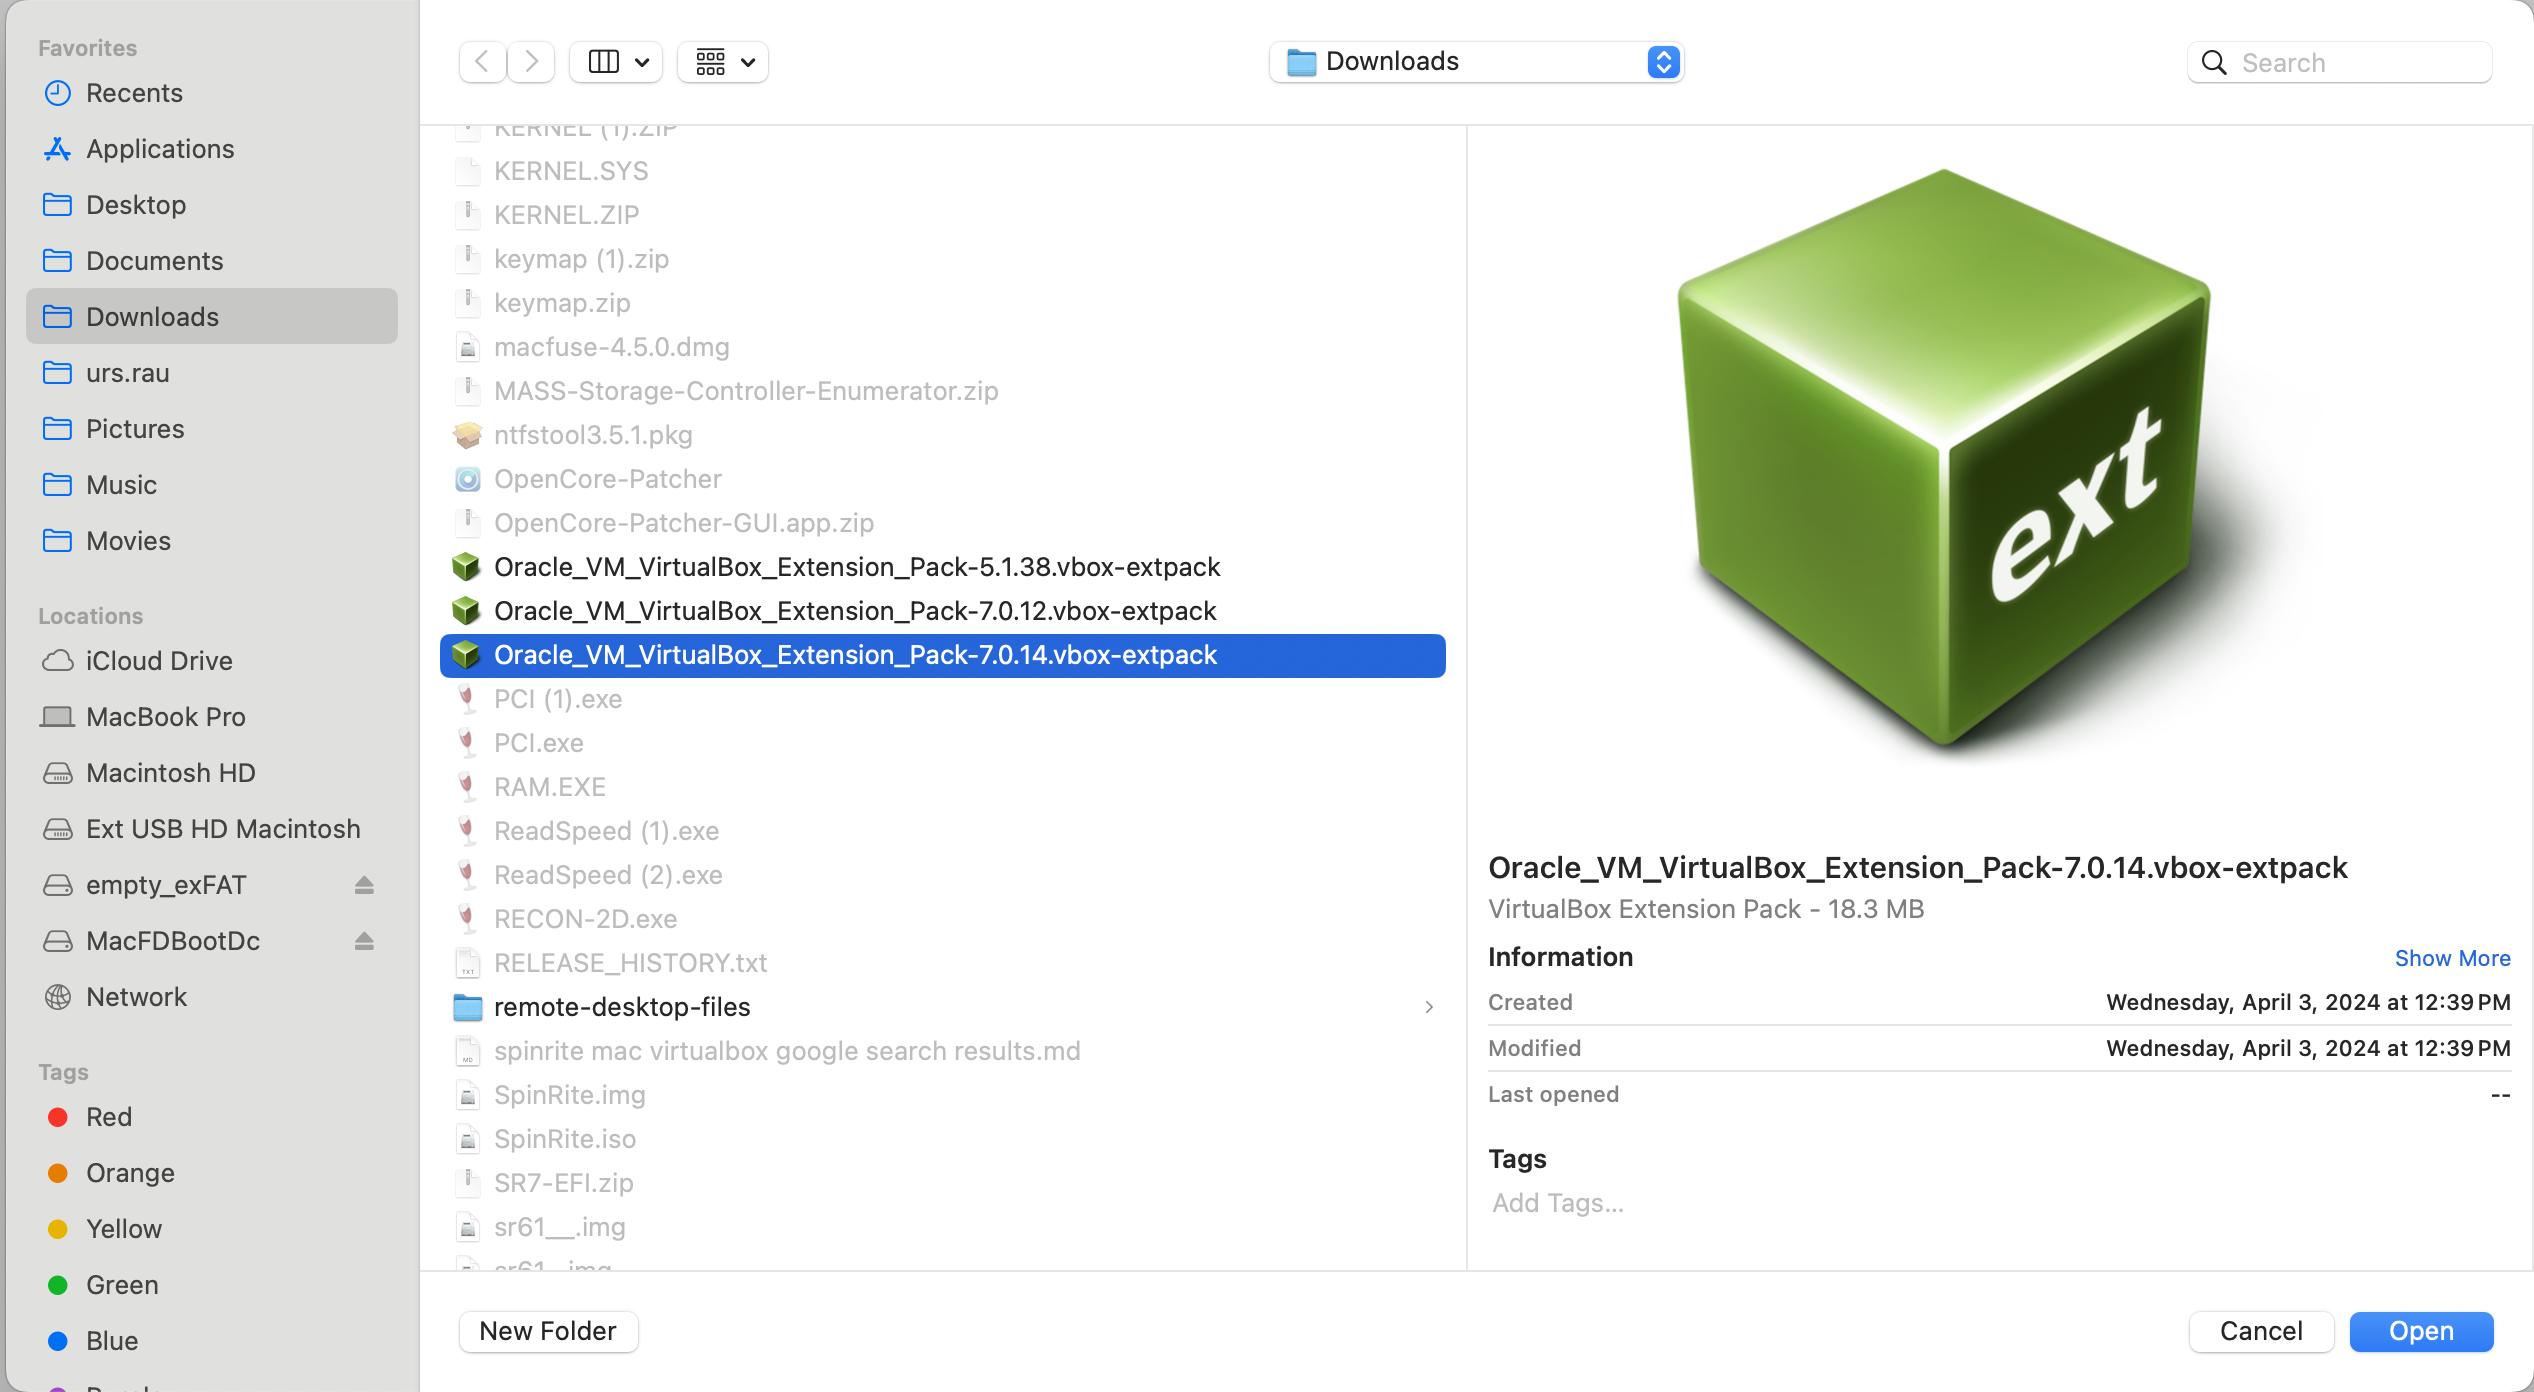 Favorites
Recents
Applications
Desktop
Documents
Downloads
urs.rau
Pictures
Music
Movies
Locations
iCloud Drive
MacBook Pro
Macintosh HD
Ext USB HD Macintosh
empty_exFAT
MacFDBootDc
Network
Tags
Red
Orange
Yellow
Green
Blue
Downloads
Search
KERNEL (1).ZIP
KERNEL.SYS
KERNEL.ZIP
keymap (1).zip
keymap.zip
macfuse-4.5.0.dmg
MASS-Storage-Controller-Enumerator.zip
ntfstool3.5.1.pkg
OpenCore-Patcher
OpenCore-Patcher-GUI.app.zip
Oracle_VM_VirtualBox_Extension_Pack-5.1.38.vbox-extpack
Oracle_VM_VirtualBox_Extension_Pack-7.0.12.vbox-extpack
Oracle_VM_VirtualBox_Extension_Pack-7.0.14.vbox-extpack
PCI (1).exe
PCI.exe
RAM.EXE
ReadSpeed (1).exe
ReadSpeed (2).exe
RECON-2D.exe
RELEASE_HISTORY.txt
remote-desktop-files
spinrite mac virtualbox google search results.md
SpinRite.img
SpinRite.iso
SR7-EFI.zip
sr61__.img
ext
Oracle_VM_VirtualBox_Extension_Pack-7.0.14.vbox-extpack
VirtualBox Extension Pack - 18.3 MB
Information Show More
Created Wednesday, April 3, 2024 at 12:39 PM
Modified Wednesday, April 3, 2024 at 12:39 PM
Last opened --
Tags
Add Tags...
New Folder
Cancel
Open